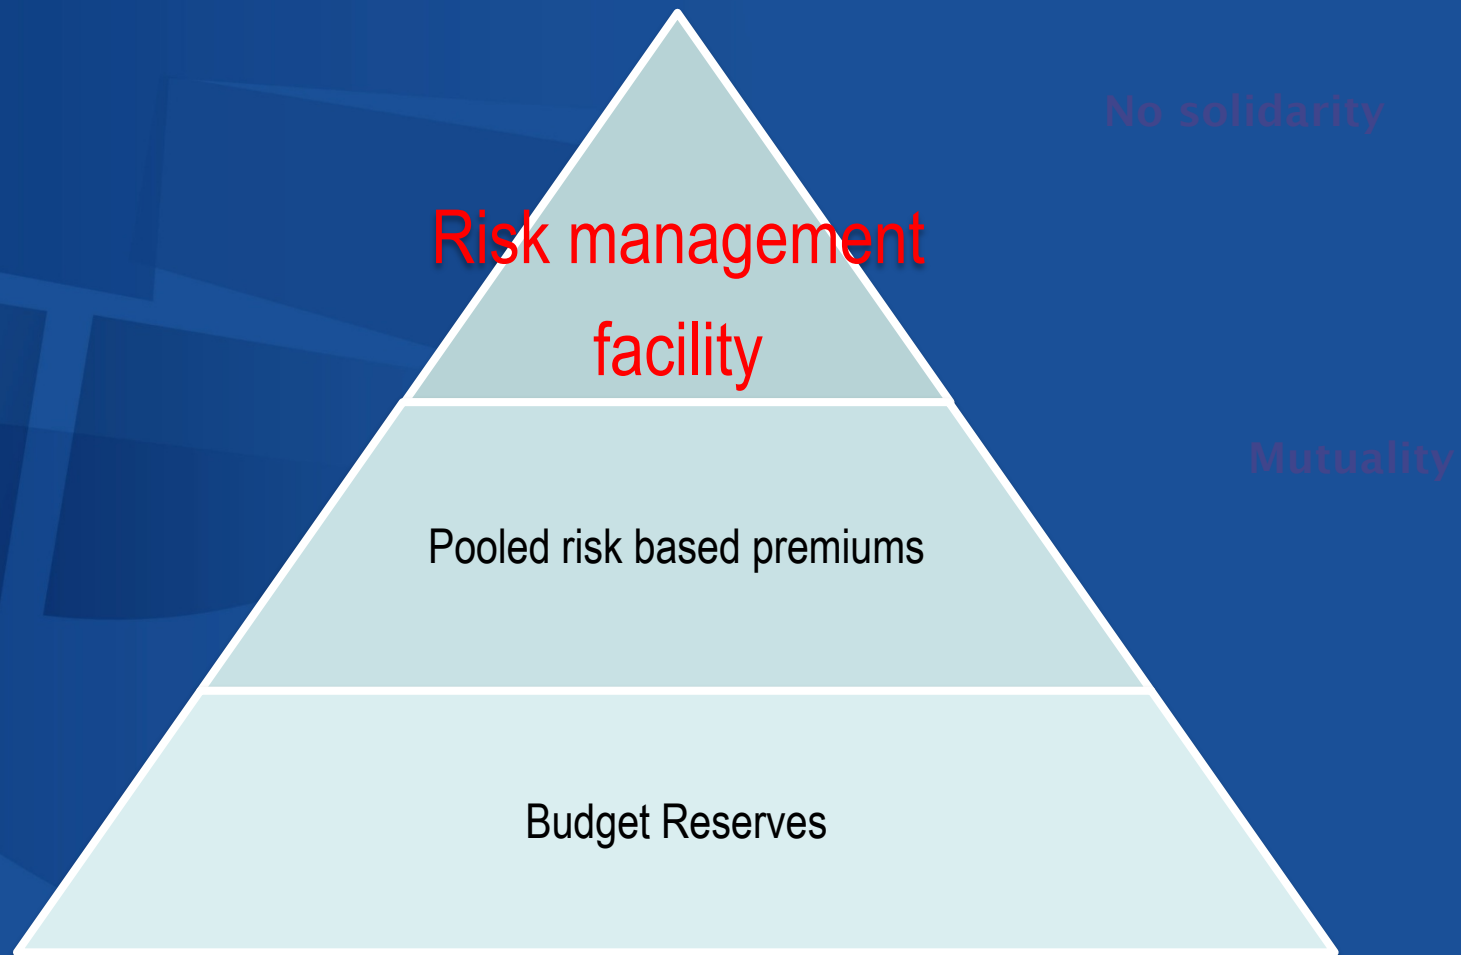 No solidarity
Risk management
facility
Mutuality
Pooled risk based premiums
Budget Reserves